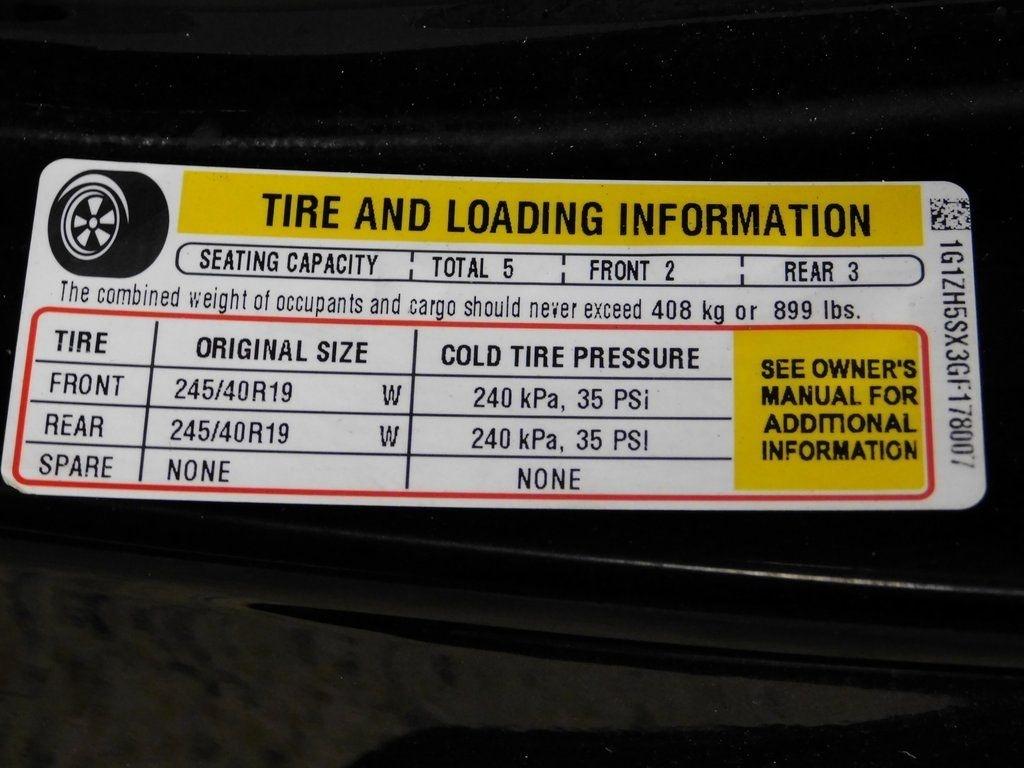 TIRE AND LOADING INFORMATION
SEATING CAPACITY TOTAL 5 FRONT 2 REAR 3
The combined weight of occupants and cargo should never exceed 408 kg or 899 lbs.
TIRE ORIGINAL SIZE COLD TIRE PRESSURE
FRONT 245/40R19 W 240 kPa, 35 PSI
REAR 245/40R19 W 240 kPa, 35 PSI
SPARE NONE NONE
SEE OWNER'S
MANUAL FOR
ADDITIONAL
INFORMATION
1G1ZH5SX3GF178007